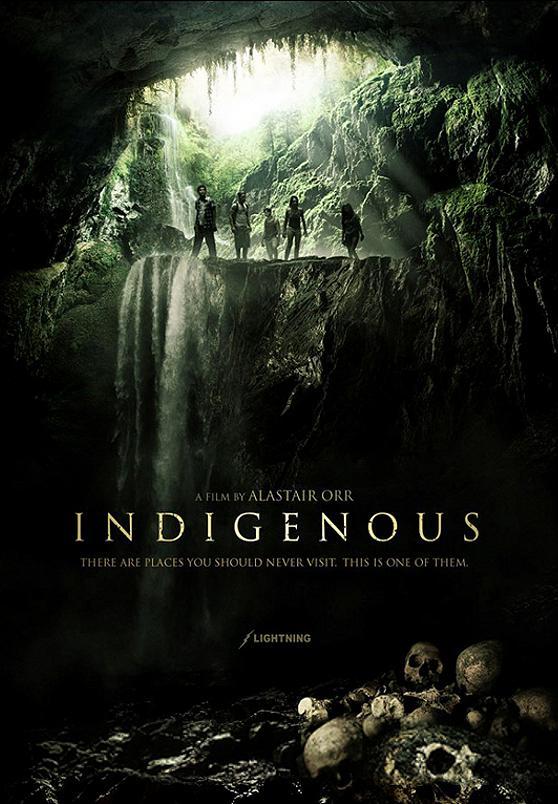 A FILM BY ALASTAIR ORR
INDIGENOUS
THERE ARE PLACES YOU SHOULD NEVER VISIT. THIS IS ONE OF THEM.
LIGHTNING